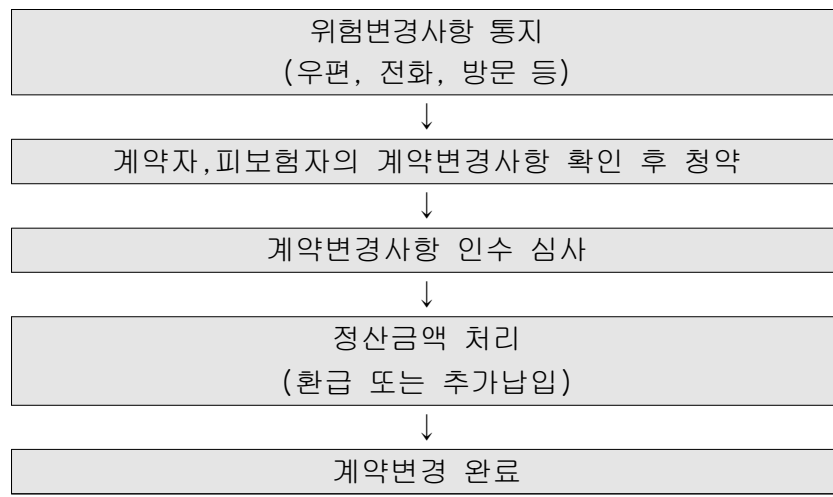 위험변경사항 통지
(우편, 전화, 방문 등)
↓
계약자,피보험자의 계약변경사항 확인 후 청약
↓
계약변경사항 인수 심사
↓
정산금액 처리
(환급 또는 추가납입)
↓
계약변경 완료